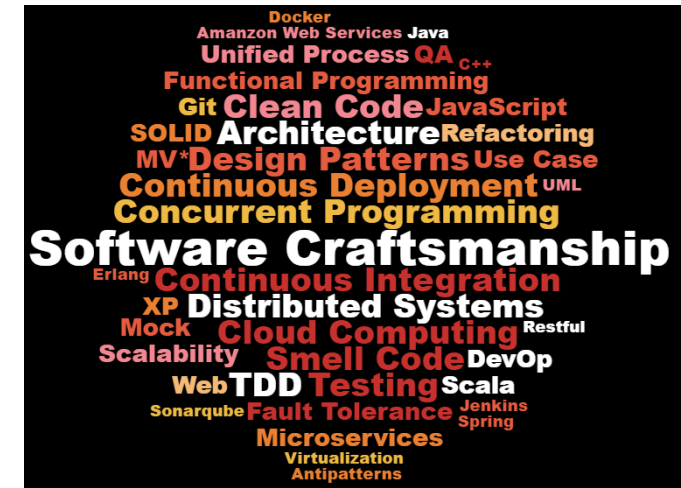 Docker
Amanzon Web Services Java
Unified Process QA C++
Functional Programming
Git Clean Code JavaScript
SOLID Architecture Refactoring
MV* Design Patterns Use Case
Continuous Deployment UML
Concurrent Programming
Software Craftsmanship
Erlang Continuous Integration
XP Distributed Systems
Mock Cloud Computing Restful
Scalability Smell Code DevOp
Web TDD Testing Scala
Sonarqube Fault Tolerance Jenkins
Spring
Microservices
Virtualization
Antipatterns